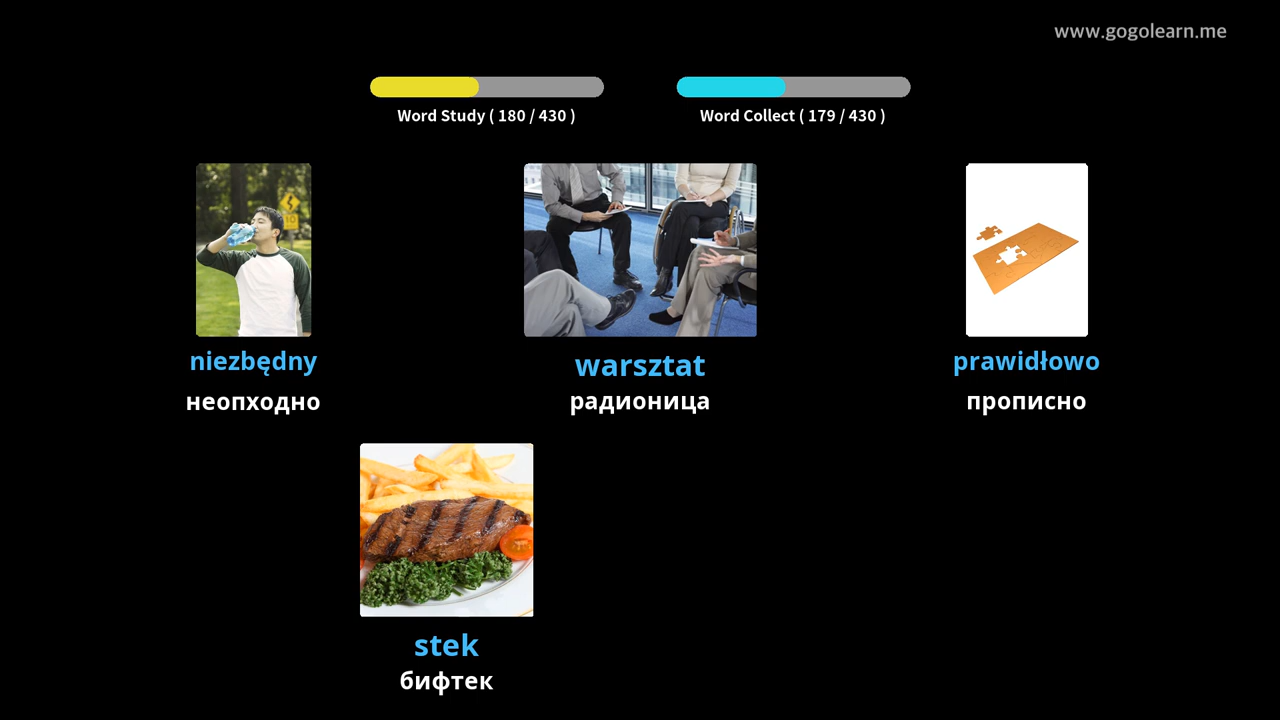 www.gogolearn.me
Word Study ( 180 / 430 )
Word Collect ( 179 / 430 )
niezbędny
неопходно
warsztat
радионица
prawidłowo
прописно
stek
бифтек